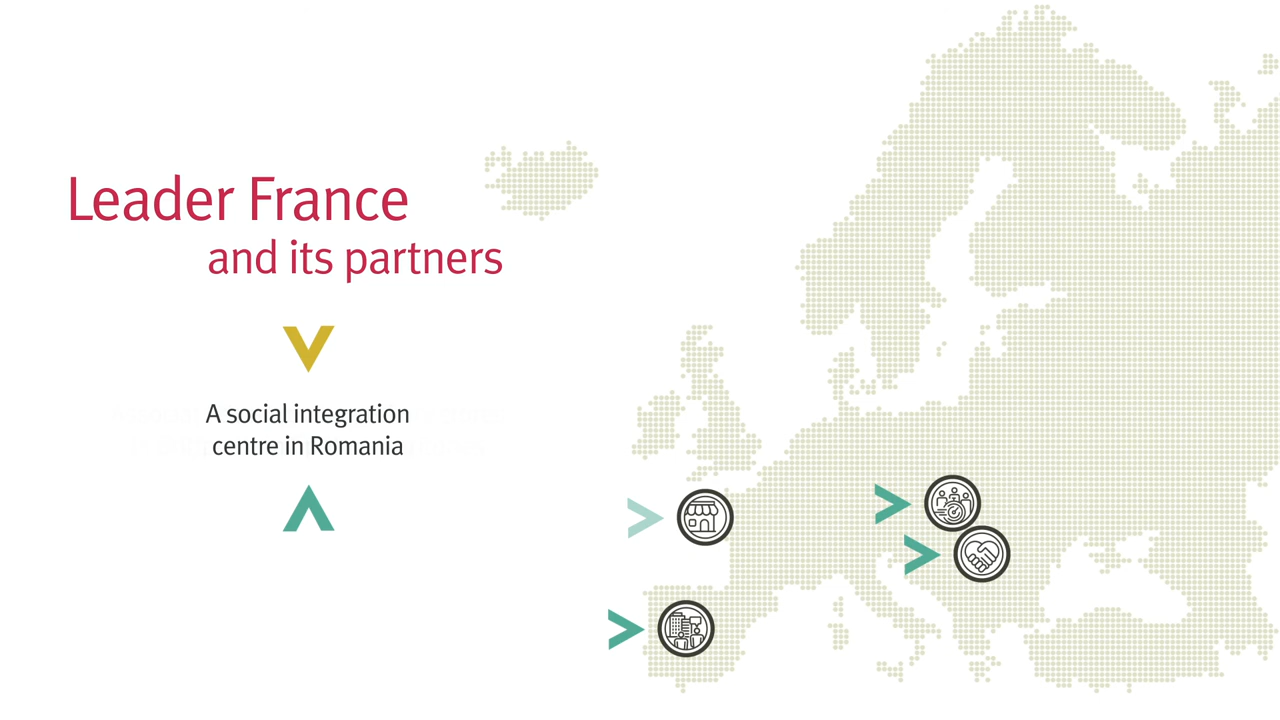 Leader France
and its partners
A social integration
centre in Romania